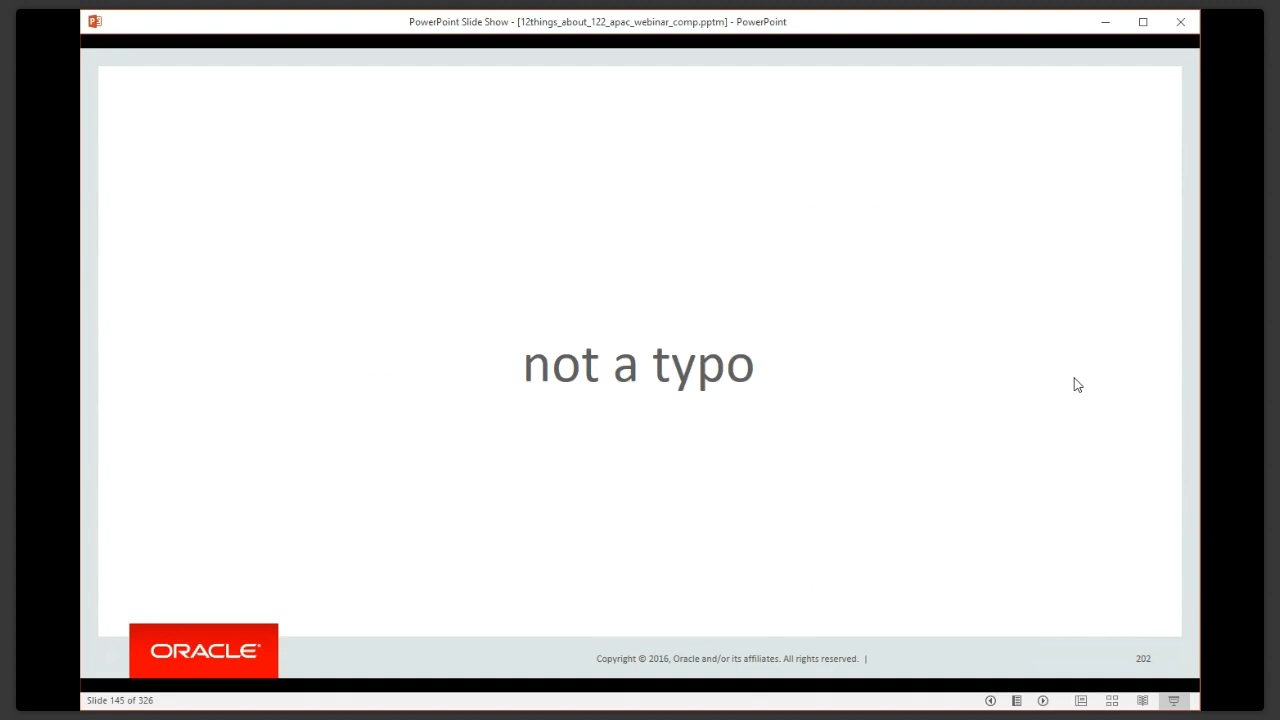 PowerPoint Slide Show - [12things_about_122_apac_webinar_comp.pptm] - PowerPoint
not a typo
ORACLE®
Copyright © 2016, Oracle and/or its affiliates. All rights reserved. |
202
Slide 145 of 326